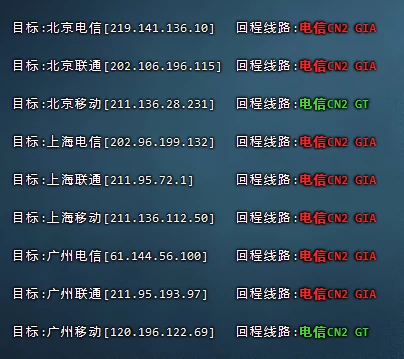 目标:北京电信[219.141.136.10] 回程线路:电信CN2 GIA
目标:北京联通[202.106.196.115] 回程线路:电信CN2 GIA
目标:北京移动[211.136.28.231] 回程线路:电信CN2 GT
目标:上海电信[202.96.199.132] 回程线路:电信CN2 GIA
目标:上海联通[211.95.72.1] 回程线路:电信CN2 GIA
目标:上海移动[211.136.112.50] 回程线路:电信CN2 GIA
目标:广州电信[61.144.56.100] 回程线路:电信CN2 GIA
目标:广州联通[211.95.193.97] 回程线路:电信CN2 GIA
目标:广州移动[120.196.122.69] 回程线路:电信CN2 GT